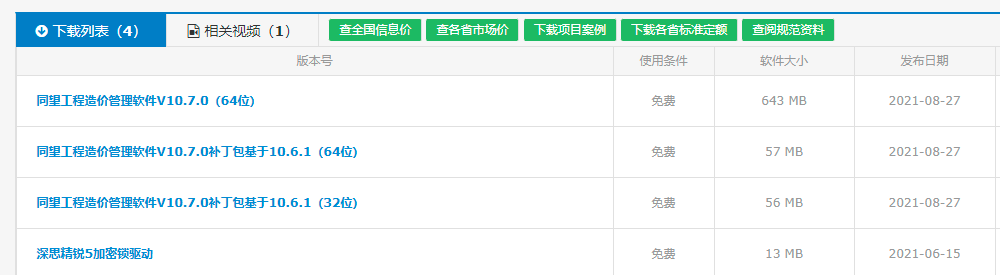 下载列表（4） 相关视频（1） 查全国信息价 查各省市场价 下载项目案例 下载各省标准定额 查阅规范资料
版本号 使用条件 软件大小 发布日期
同望工程造价管理软件V10.7.0（64位） 免费 643 MB 2021-08-27
同望工程造价管理软件V10.7.0补丁包基于10.6.1（64位） 免费 57 MB 2021-08-27
同望工程造价管理软件V10.7.0补丁包基于10.6.1（32位） 免费 56 MB 2021-08-27
深思精锐5加密锁驱动 免费 13 MB 2021-06-15